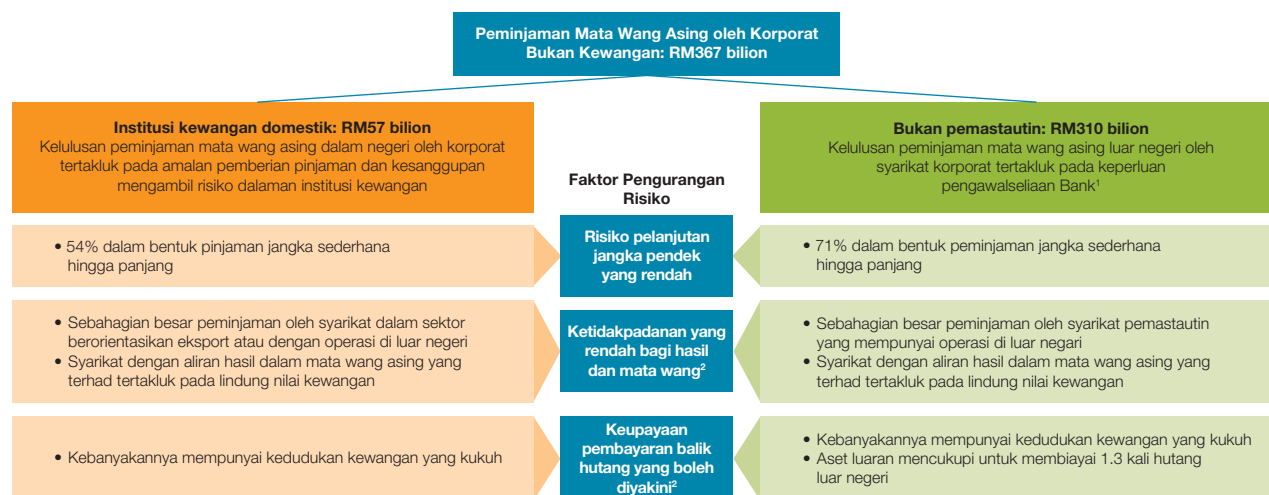 Peminjaman Mata Wang Asing oleh Korporat
Bukan Kewangan: RM367 bilion
Institusi kewangan domestik: RM57 bilion
Kelulusan peminjaman mata wang asing dalam negeri oleh korporat
tertakluk pada amalan pemberian pinjaman dan kesanggupan
mengambil risiko dalaman institusi kewangan
Bukan pemastautin: RM310 bilion
Kelulusan peminjaman mata wang asing luar negeri oleh
syarikat korporat tertakluk pada keperluan
pengawalseliaan Bank¹
Faktor Pengurangan
Risiko
• 54% dalam bentuk pinjaman jangka sederhana
hingga panjang
Risiko pelanjutan
jangka pendek
yang rendah
• 71% dalam bentuk peminjaman jangka sederhana
hingga panjang
• Sebahagian besar peminjaman oleh syarikat dalam sektor
berorientasikan eksport atau dengan operasi di luar negeri
• Syarikat dengan aliran hasil dalam mata wang asing yang
terhad tertakluk pada lindung nilai kewangan
Ketidakpadanan yang
rendah bagi hasil
dan mata wang²
• Sebahagian besar peminjaman oleh syarikat pemastautin
yang mempunyai operasi di luar negari
• Syarikat dengan aliran hasil dalam mata wang asing yang
terhad tertakluk pada lindung nilai kewangan
• Kebanyakannya mempunyai kedudukan kewangan yang kukuh
Keupayaan
pembayaran balik
hutang yang boleh
diyakini²
• Kebanyakannya mempunyai kedudukan kewangan yang kukuh
• Aset luaran mencukupi untuk membiayai 1.3 kali hutang
luar negeri